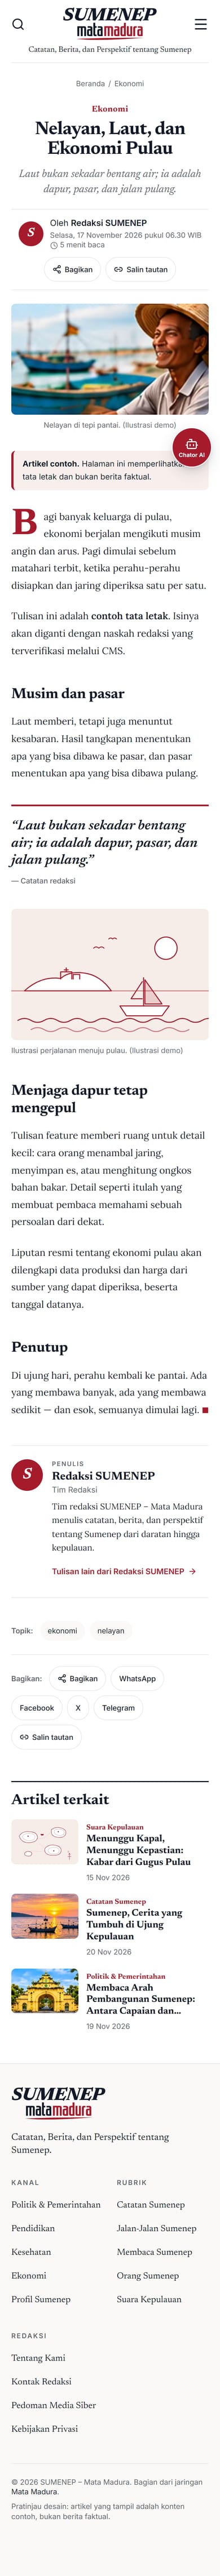 SUMENEP
mataMadura
Catatan, Berita, dan Perspektif tentang Sumenep
Beranda / Ekonomi
Ekonomi
Nelayan, Laut, dan
Ekonomi Pulau
Laut bukan sekadar bentang air; ia adalah
dapur, pasar, dan jalan pulang.
S
Oleh Redaksi SUMENEP
Selasa, 17 November 2026 pukul 06.30 WIB
5 menit baca
Bagikan
Salin tautan
Nelayan di tepi pantai. (Ilustrasi demo)
Chator AI
Artikel contoh. Halaman ini memperlihatka
tata letak dan bukan berita faktual.
Bagi banyak keluarga di pulau,
ekonomi berjalan mengikuti musim
angin dan arus. Pagi dimulai sebelum
matahari terbit, ketika perahu-perahu
disiapkan dan jaring diperiksa satu per satu.
Tulisan ini adalah contoh tata letak. Isinya
akan diganti dengan naskah redaksi yang
terverifikasi melalui CMS.
Musim dan pasar
Laut memberi, tetapi juga menuntut
kesabaran. Hasil tangkapan menentukan
apa yang bisa dibawa ke pasar, dan pasar
menentukan apa yang bisa dibawa pulang.
“Laut bukan sekadar bentang
air; ia adalah dapur, pasar, dan
jalan pulang.”
— Catatan redaksi
Ilustrasi perjalanan menuju pulau. (Ilustrasi demo)
Menjaga dapur tetap
mengepul
Tulisan feature memberi ruang untuk detail
kecil: cara orang menambal jaring,
menyimpan es, atau menghitung ongkos
bahan bakar. Detail seperti itulah yang
membuat pembaca memahami sebuah
persoalan dari dekat.
Liputan resmi tentang ekonomi pulau akan
dilengkapi data produksi dan harga dari
sumber yang dapat diperiksa, beserta
tanggal datanya.
Penutup
Di ujung hari, perahu kembali ke pantai. Ada
yang membawa banyak, ada yang membawa
sedikit — dan esok, semuanya dimulai lagi.
S
PENULIS
Redaksi SUMENEP
Tim Redaksi
Tim redaksi SUMENEP – Mata Madura
menulis catatan, berita, dan perspektif
tentang Sumenep dari daratan hingga
kepulauan.
Tulisan lain dari Redaksi SUMENEP →
Topik:
ekonomi
nelayan
Bagikan:
Bagikan
WhatsApp
Facebook
X
Telegram
Salin tautan
Artikel terkait
Suara Kepulauan
Menunggu Kapal,
Menunggu Kepastian:
Kabar dari Gugus Pulau
15 Nov 2026
Catatan Sumenep
Sumenep, Cerita yang
Tumbuh di Ujung
Kepulauan
20 Nov 2026
Politik & Pemerintahan
Membaca Arah
Pembangunan Sumenep:
Antara Capaian dan...
19 Nov 2026
SUMENEP
mataMadura
Catatan, Berita, dan Perspektif tentang
Sumenep.
KANAL
Politik & Pemerintahan
Pendidikan
Kesehatan
Ekonomi
Profil Sumenep
RUBRIK
Catatan Sumenep
Jalan-Jalan Sumenep
Membaca Sumenep
Orang Sumenep
Suara Kepulauan
REDAKSI
Tentang Kami
Kontak Redaksi
Pedoman Media Siber
Kebijakan Privasi
© 2026 SUMENEP – Mata Madura. Bagian dari jaringan
Mata Madura.
Pratinjau desain: artikel yang tampil adalah konten
contoh, bukan berita faktual.